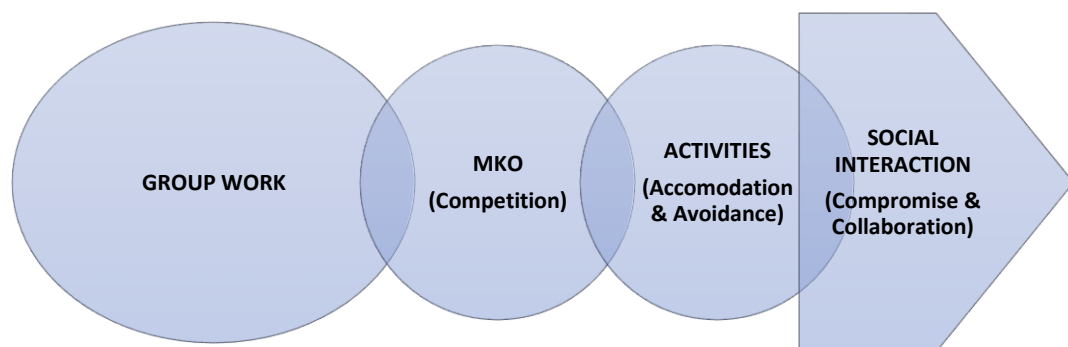 GROUP WORK
MKO
(Competition)
ACTIVITIES
(Accomodation
& Avoidance)
SOCIAL
INTERACTION
(Compromise &
Collaboration)